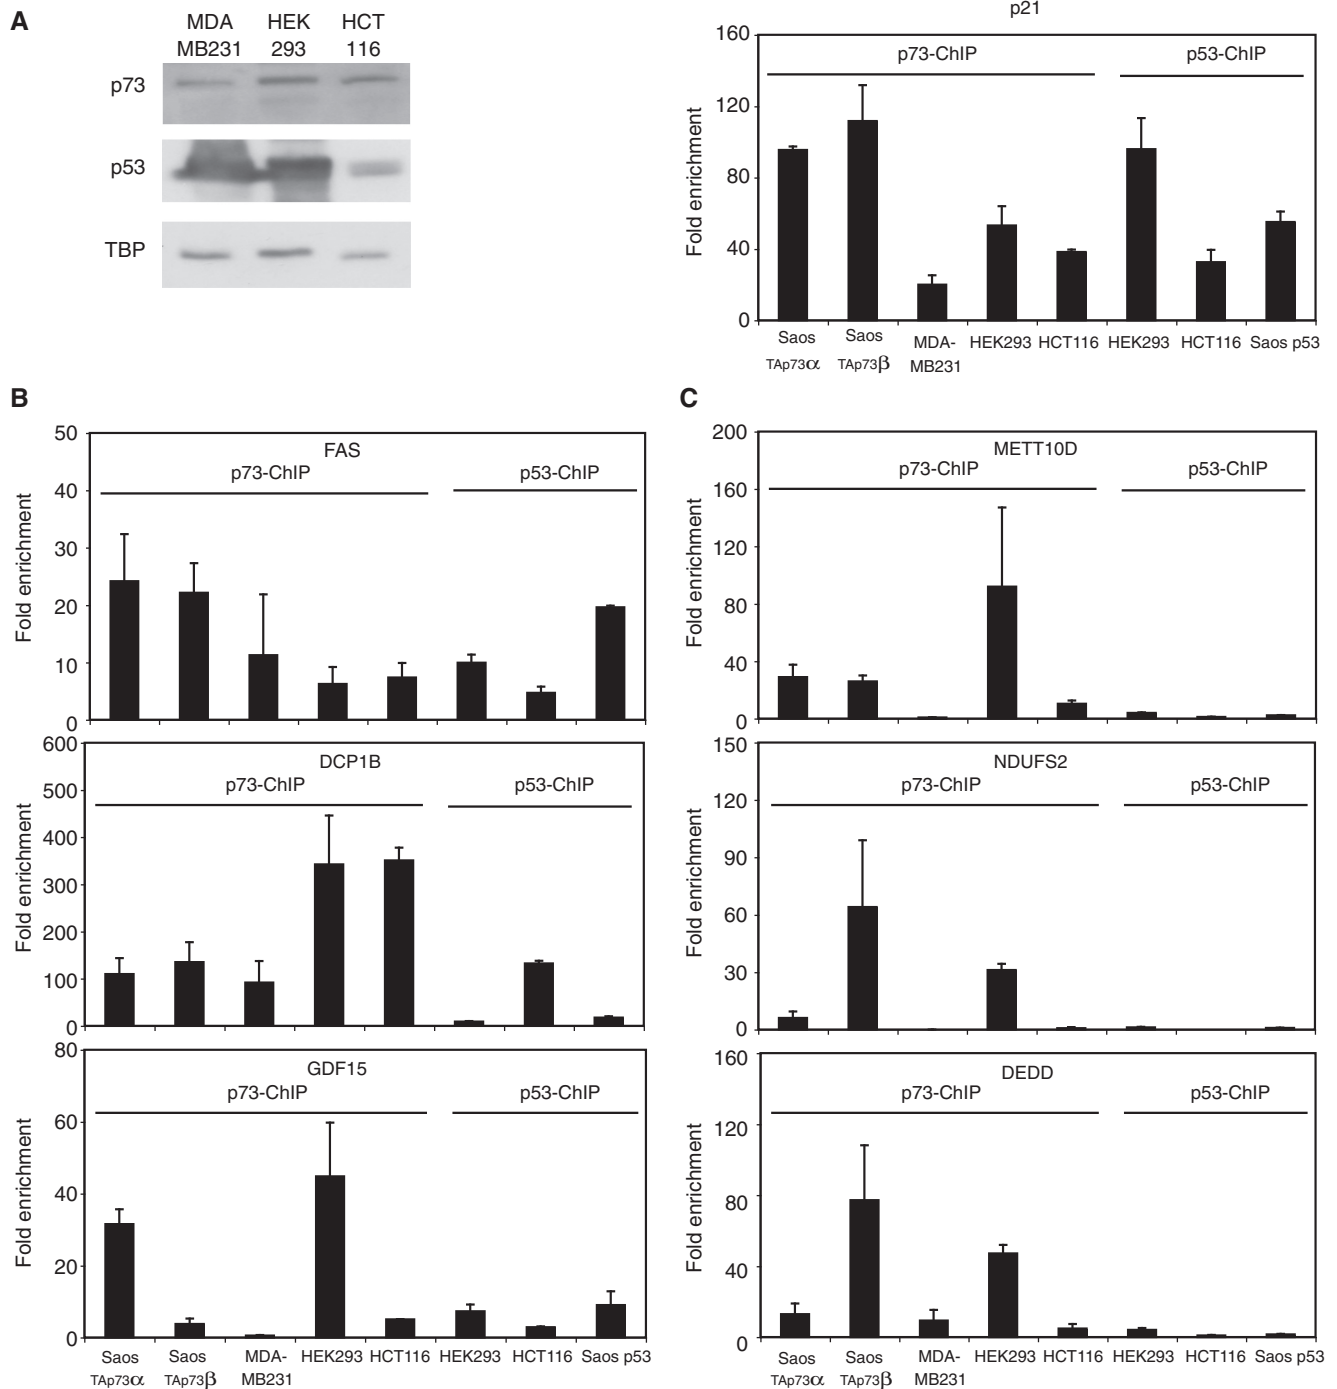 A
MDA MB231
HEK 293
HCT 116
p73
p53
TBP
p21
p73-ChIP
p53-ChIP
Fold enrichment
160
120
80
40
0
Saos TAp73α
Saos TAp73β
MDA-MB231
HEK293
HCT116
HEK293
HCT116
Saos p53
B
FAS
p73-ChIP
p53-ChIP
Fold enrichment
50
40
30
20
10
0
DCP1B
p73-ChIP
p53-ChIP
Fold enrichment
600
500
400
300
200
100
0
GDF15
p73-ChIP
p53-ChIP
Fold enrichment
80
60
40
20
0
Saos TAp73α
Saos TAp73β
MDA-MB231
HEK293
HCT116
HEK293
HCT116
Saos p53
C
METT10D
p73-ChIP
p53-ChIP
Fold enrichment
200
160
120
80
40
0
NDUFS2
p73-ChIP
p53-ChIP
Fold enrichment
150
120
90
60
30
0
DEDD
p73-ChIP
p53-ChIP
Fold enrichment
160
120
80
40
0
Saos TAp73α
Saos TAp73β
MDA-MB231
HEK293
HCT116
HEK293
HCT116
Saos p53